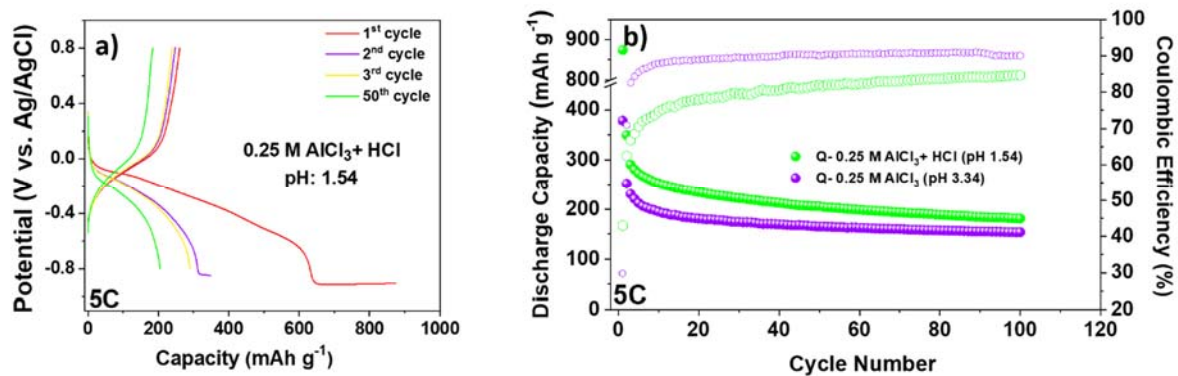 a)
1st cycle
2nd cycle
3rd cycle
50th cycle
0.25 M AlCl3+ HCl
pH: 1.54
5C
Potential (V vs. Ag/AgCl)
0.8
0.4
0.0
-0.4
-0.8
0 200 400 600 800 1000
Capacity (mAh g-1)
b)
Q- 0.25 M AlCl3+ HCl (pH 1.54)
Q- 0.25 M AlCl3 (pH 3.34)
5C
Discharge Capacity (mAh g-1)
900
800
400
300
200
100
0
0 20 40 60 80 100 120
Cycle Number
Coulombic Efficiency (%)
100
90
80
70
60
50
40
30
20